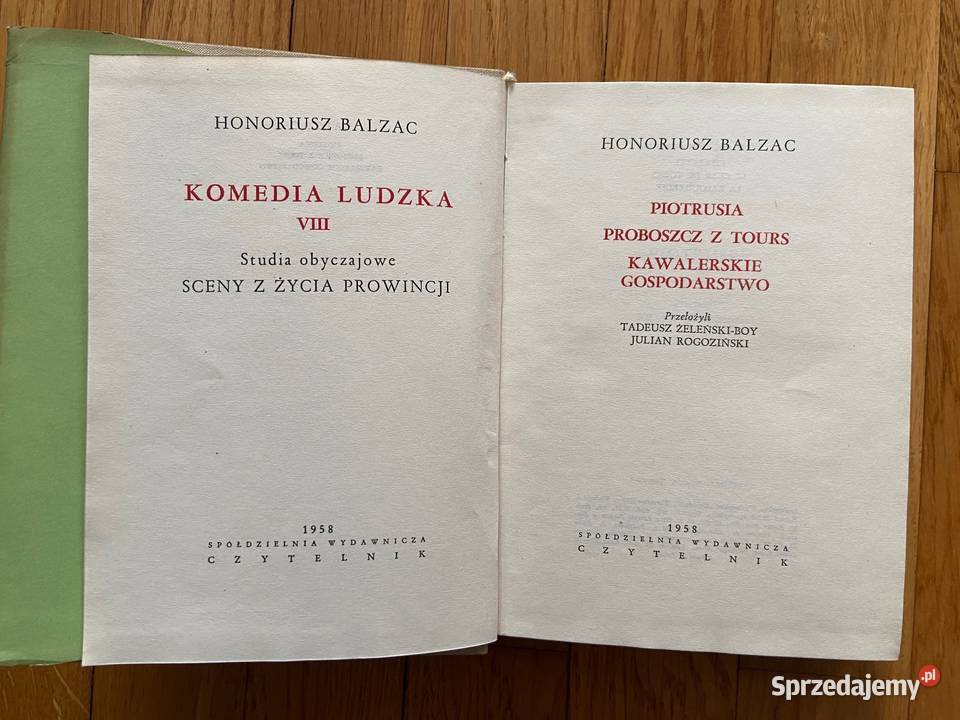 HONORIUSZ BALZAC
KOMEDIA LUDZKA
VIII
Studia obyczajowe
SCENY Z ŻYCIA PROWINCJI
1958
SPÓŁDZIELNIA WYDAWNICZA
CZYTELNIK
HONORIUSZ BALZAC
PIOTRUSIA
PROBOSZCZ Z TOURS
KAWALERSKIE
GOSPODARSTWO
Przełożyli
TADEUSZ ŻELEŃSKI-BOY
JULIAN ROGOZIŃSKI
1958
SPÓŁDZIELNIA WYDAWNICZA
CZYTELNIK
Sprzedajemy.pl